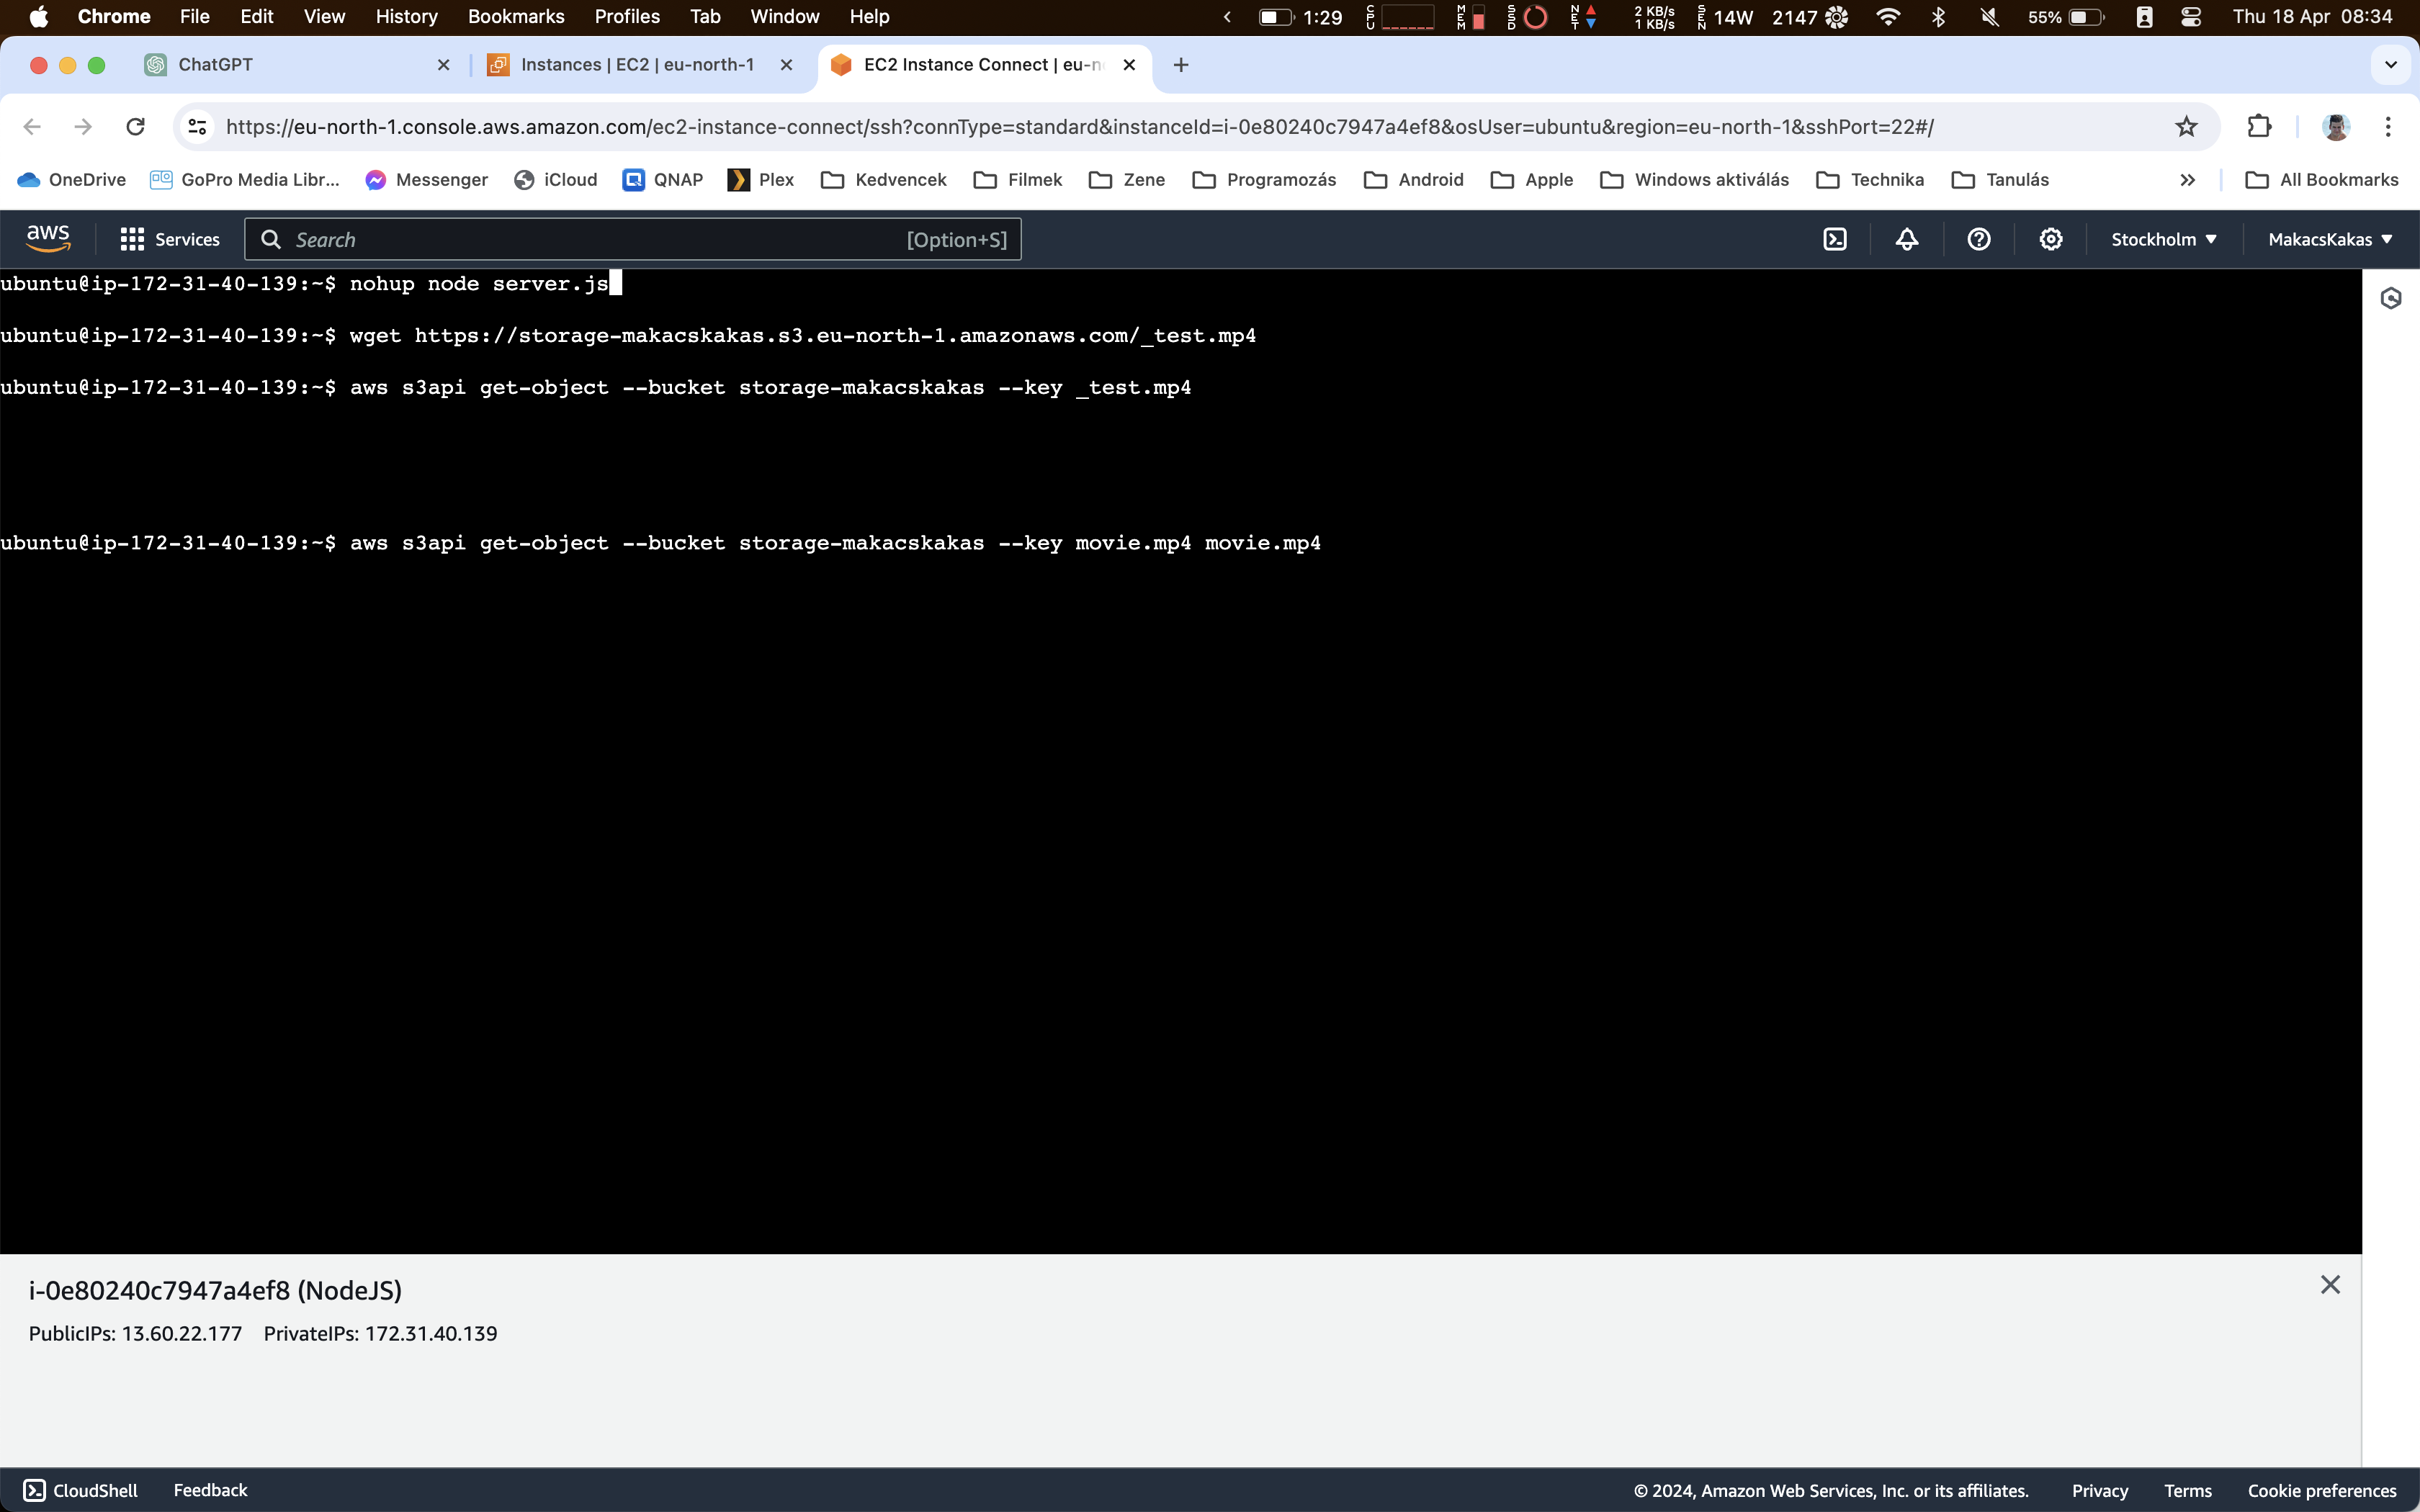 Chrome File Edit View History Bookmarks Profiles Tab Window Help 1:29 CPU MEM SSD NET 2 KB/s 1 KB/s SEN 14W 2147 55% Thu 18 Apr 08:34
ChatGPT Instances | EC2 | eu-north-1 EC2 Instance Connect | eu-n
https://eu-north-1.console.aws.amazon.com/ec2-instance-connect/ssh?connType=standard&instanceId=i-0e80240c7947a4ef8&osUser=ubuntu&region=eu-north-1&sshPort=22#/
OneDrive GoPro Media Libr... Messenger iCloud QNAP Plex Kedvencek Filmek Zene Programozás Android Apple Windows aktiválás Technika Tanulás All Bookmarks
aws Services Search [Option+S] Stockholm MakacsKakas
ubuntu@ip-172-31-40-139:~$ nohup node server.js
ubuntu@ip-172-31-40-139:~$ wget https://storage-makacskakas.s3.eu-north-1.amazonaws.com/_test.mp4
ubuntu@ip-172-31-40-139:~$ aws s3api get-object --bucket storage-makacskakas --key _test.mp4
ubuntu@ip-172-31-40-139:~$ aws s3api get-object --bucket storage-makacskakas --key movie.mp4 movie.mp4
i-0e80240c7947a4ef8 (NodeJS)
PublicIPs: 13.60.22.177 PrivateIPs: 172.31.40.139
CloudShell Feedback © 2024, Amazon Web Services, Inc. or its affiliates. Privacy Terms Cookie preferences